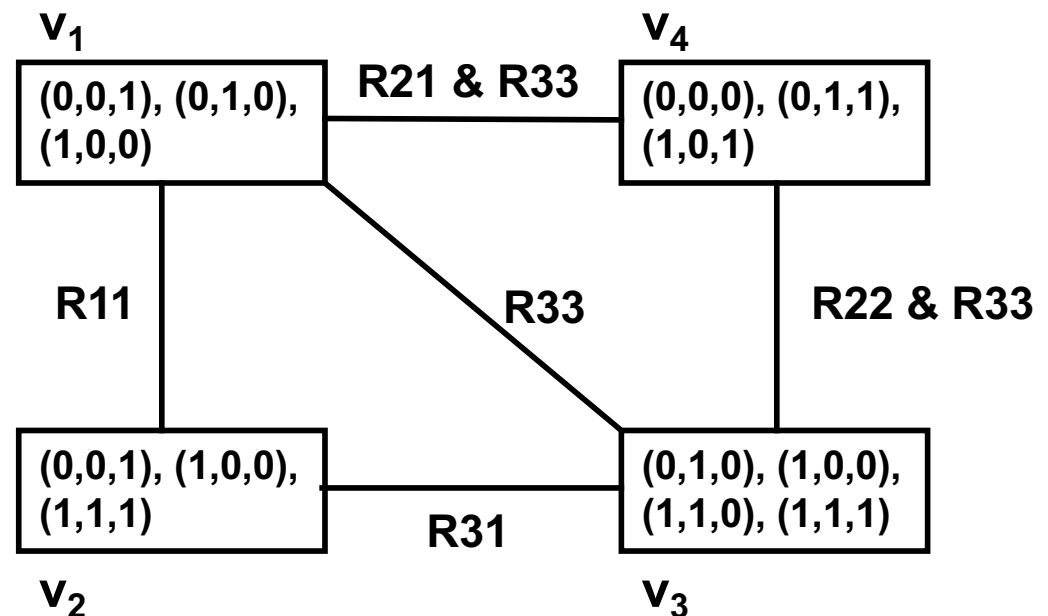 v₁
v₄
(0,0,1), (0,1,0),
(1,0,0)
R21 & R33
(0,0,0), (0,1,1),
(1,0,1)
R11
R33
R22 & R33
(0,0,1), (1,0,0),
(1,1,1)
R31
(0,1,0), (1,0,0),
(1,1,0), (1,1,1)
v₂
v₃